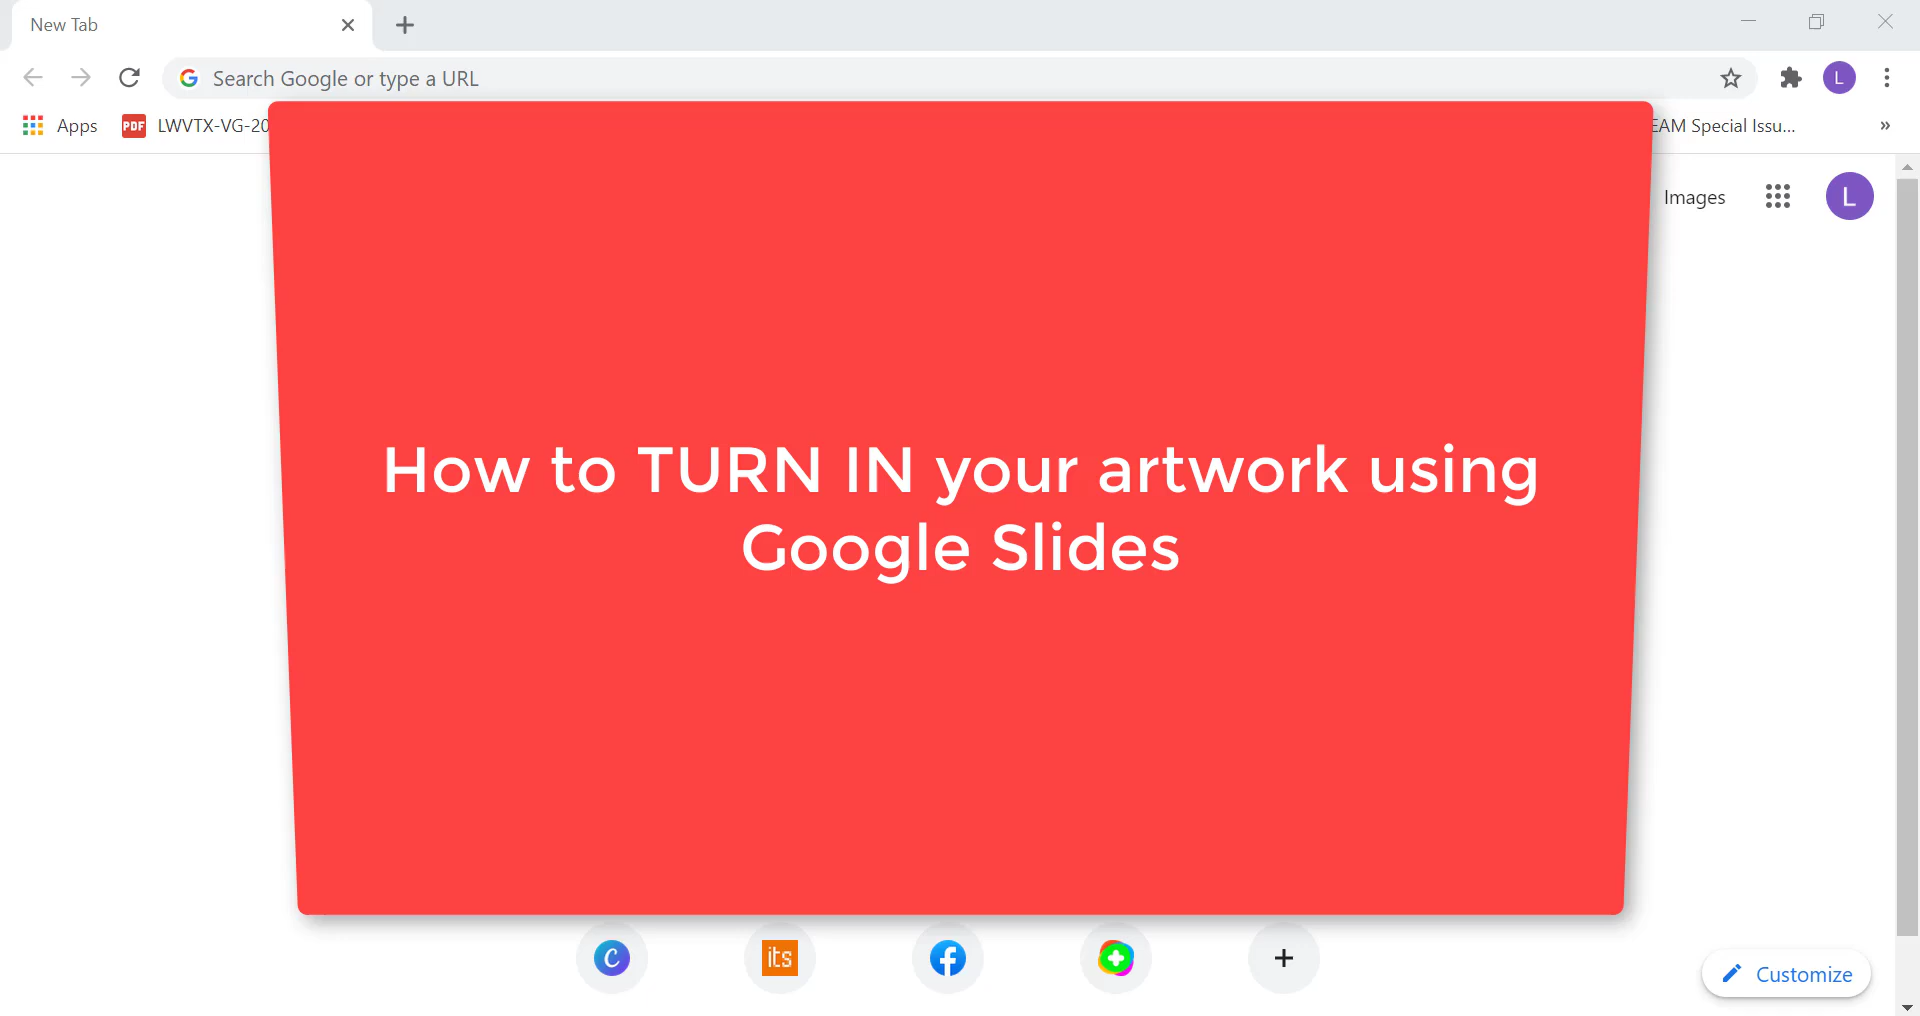 New Tab
Search Google or type a URL
Apps
PDF
LWVTX-VG-20
EAM Special Issu...
»
Images
L
L
How to TURN IN your artwork using
Google Slides
C
its
f
Customize